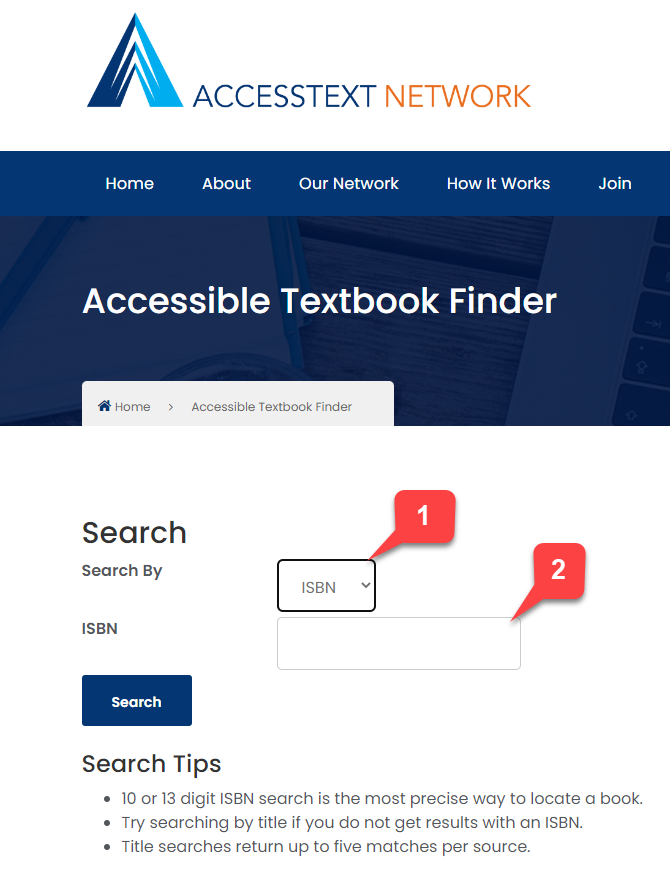 ACCESSTEXT NETWORK
Home About Our Network How It Works Join
Accessible Textbook Finder
Home > Accessible Textbook Finder
1
Search
2
Search By ISBN
ISBN
Search
Search Tips
• 10 or 13 digit ISBN search is the most precise way to locate a book.
• Try searching by title if you do not get results with an ISBN.
• Title searches return up to five matches per source.